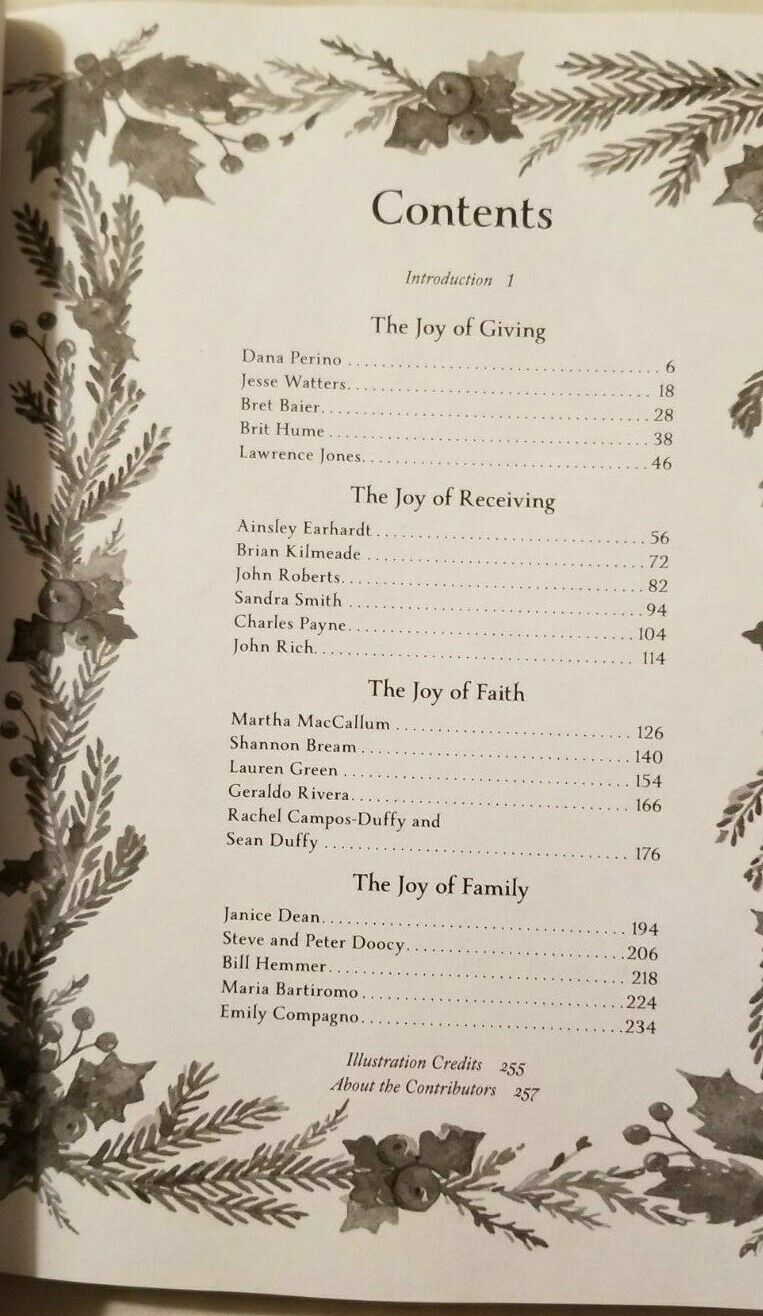 Contents
Introduction 1
The Joy of Giving
Dana Perino . . . . . . . . . . . . . . . . . . . . . . . . . . . . . . . . . . . . . 6
Jesse Watters. . . . . . . . . . . . . . . . . . . . . . . . . . . . . . . . . . . . 18
Bret Baier. . . . . . . . . . . . . . . . . . . . . . . . . . . . . . . . . . . . . . . 28
Brit Hume . . . . . . . . . . . . . . . . . . . . . . . . . . . . . . . . . . . . . . 38
Lawrence Jones. . . . . . . . . . . . . . . . . . . . . . . . . . . . . . . . . . 46
The Joy of Receiving
Ainsley Earhardt . . . . . . . . . . . . . . . . . . . . . . . . . . . . . . . . 56
Brian Kilmeade . . . . . . . . . . . . . . . . . . . . . . . . . . . . . . . . . 72
John Roberts. . . . . . . . . . . . . . . . . . . . . . . . . . . . . . . . . . . . 82
Sandra Smith . . . . . . . . . . . . . . . . . . . . . . . . . . . . . . . . . . . 94
Charles Payne. . . . . . . . . . . . . . . . . . . . . . . . . . . . . . . . . . 104
John Rich. . . . . . . . . . . . . . . . . . . . . . . . . . . . . . . . . . . . . . 114
The Joy of Faith
Martha MacCallum . . . . . . . . . . . . . . . . . . . . . . . . . . . . 126
Shannon Bream . . . . . . . . . . . . . . . . . . . . . . . . . . . . . . . . 140
Lauren Green . . . . . . . . . . . . . . . . . . . . . . . . . . . . . . . . . . 154
Geraldo Rivera. . . . . . . . . . . . . . . . . . . . . . . . . . . . . . . . . 166
Rachel Campos-Duffy and
Sean Duffy . . . . . . . . . . . . . . . . . . . . . . . . . . . . . . . . . . . . 176
The Joy of Family
Janice Dean. . . . . . . . . . . . . . . . . . . . . . . . . . . . . . . . . . . . 194
Steve and Peter Doocy. . . . . . . . . . . . . . . . . . . . . . . . . . 206
Bill Hemmer. . . . . . . . . . . . . . . . . . . . . . . . . . . . . . . . . . . 218
Maria Bartiromo . . . . . . . . . . . . . . . . . . . . . . . . . . . . . . . 224
Emily Compagno. . . . . . . . . . . . . . . . . . . . . . . . . . . . . . . 234
Illustration Credits 255
About the Contributors 257